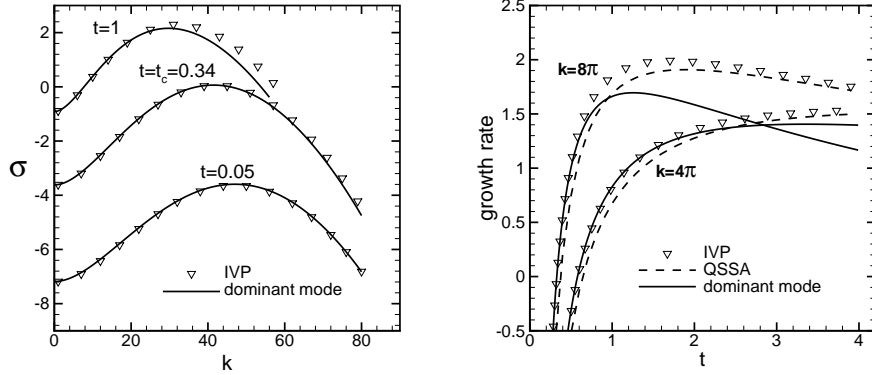 2
0
-2
-4
-6
-8
σ
0
20
40
60
80
k
t=1
t=t_c=0.34
t=0.05
IVP
dominant mode
2.5
2
1.5
1
0.5
0
-0.5
growth rate
0
1
2
3
4
t
k=8π
k=4π
IVP
QSSA
dominant mode